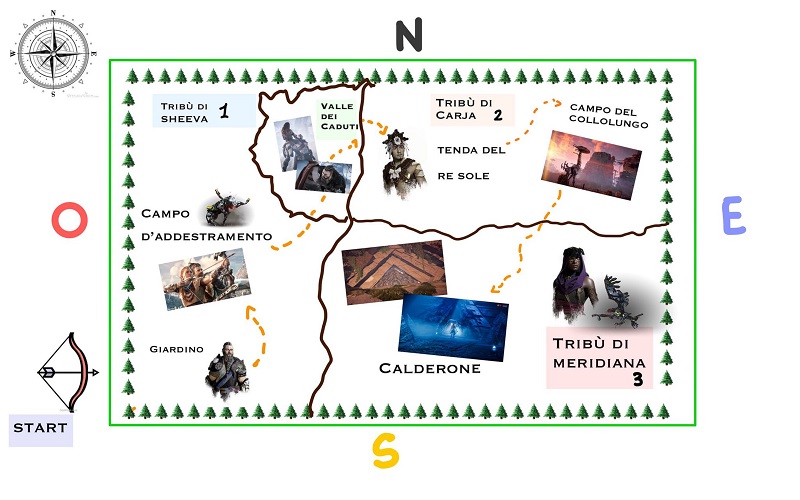 N
N
E
S
W
Tribù di
Sheeva 1
Valle
dei
Caduti
Tribù di
Carja 2
Campo del
Collolungo
Tenda del
Re Sole
O
E
Campo
d'addestramento
Giardino
Calderone
Tribù di
Meridiana
3
START
S